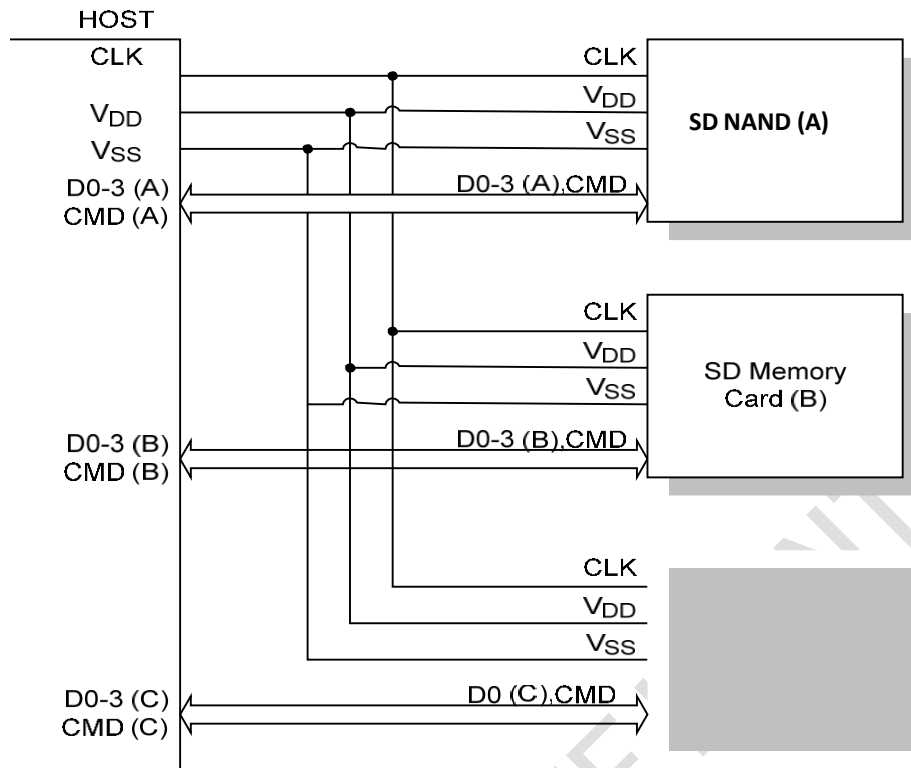 HOST
CLK
VDD
VSS
D0-3 (A)
CMD (A)
CLK
VDD
VSS
D0-3 (A),CMD
SD NAND (A)
CLK
VDD
VSS
D0-3 (B),CMD
SD Memory
Card (B)
D0-3 (B)
CMD (B)
CLK
VDD
VSS
D0 (C),CMD
D0-3 (C)
CMD (C)